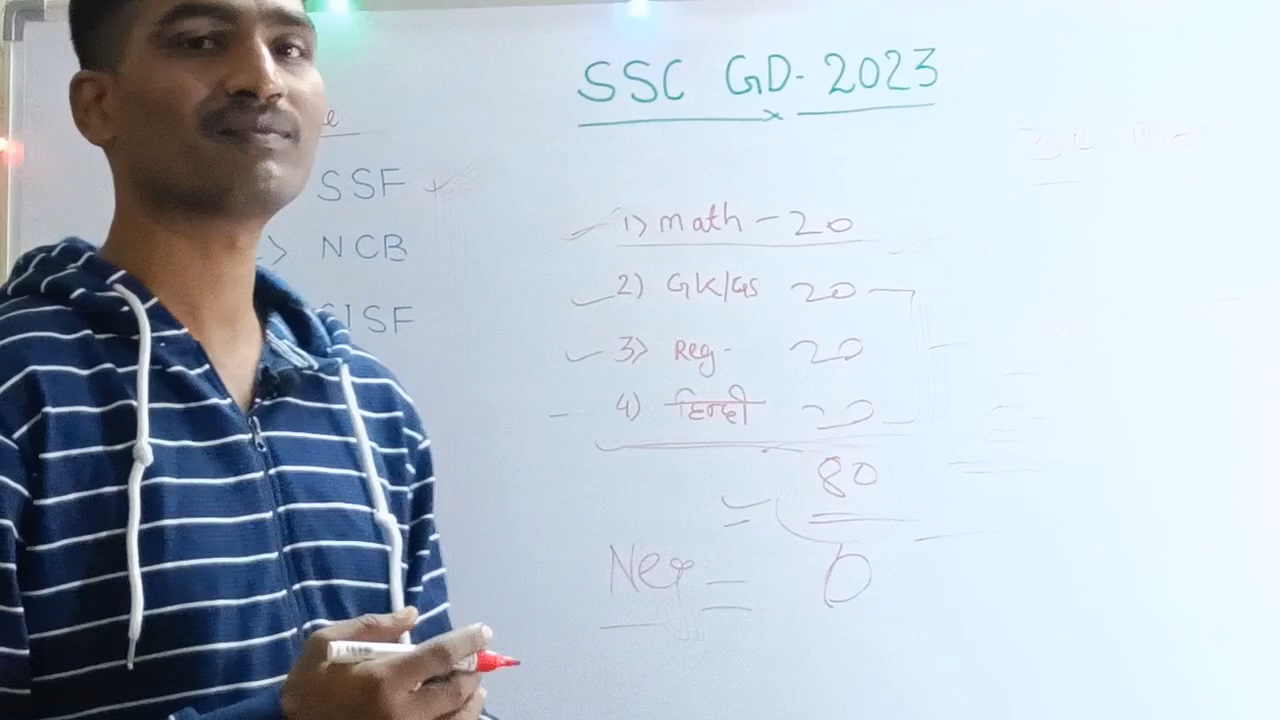 SSC GD-2023
SSF
NCB
ISF
1) math - 20
2) GK/GS 20
3) Reg- 20
4) हिन्दी 20
80
Neg = 0